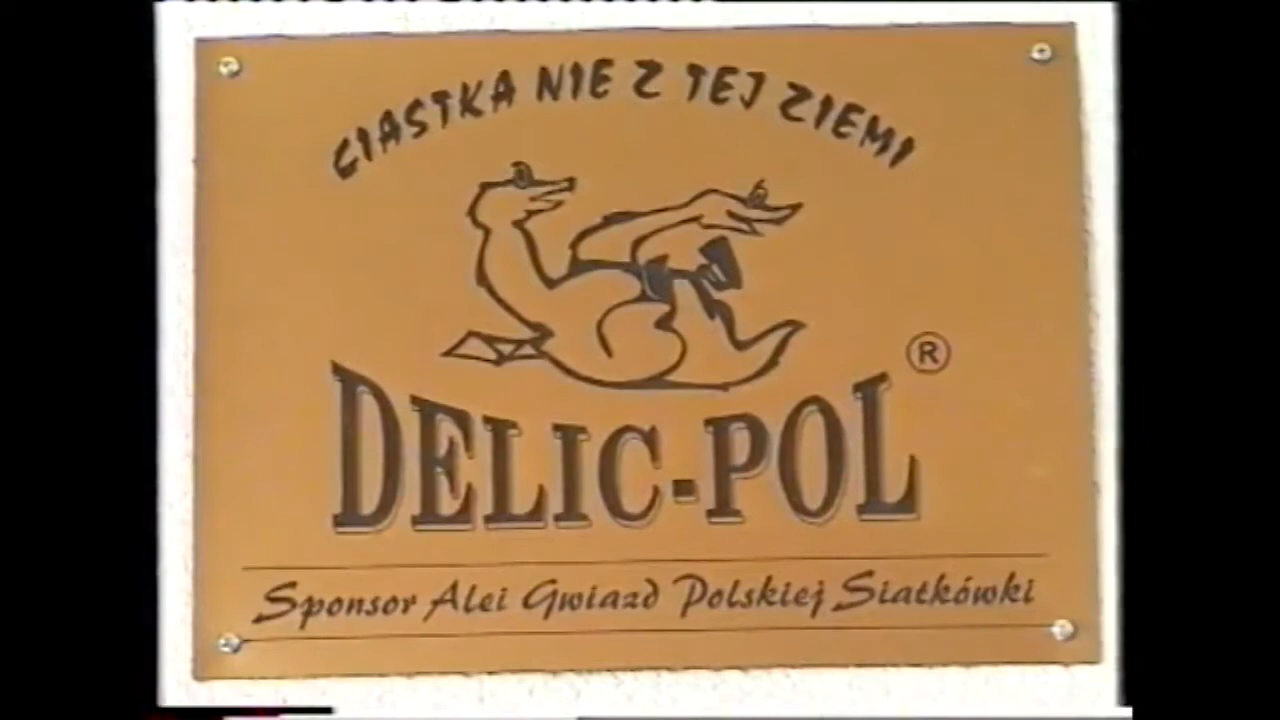 CIASTKA NIE Z TEJ ZIEMI
DELIC-POL ®
Sponsor Alei Gwiazd Polskiej Siatkówki